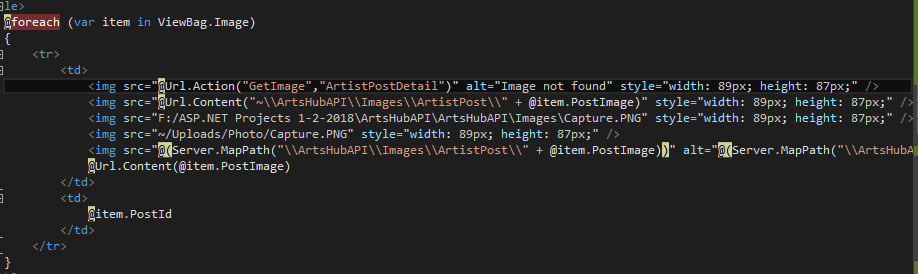 le>
@foreach (var item in ViewBag.Image)
{
<tr>
<td>
<img src="@Url.Action("GetImage","ArtistPostDetail")" alt="Image not found" style="width: 89px; height: 87px;" />
<img src="@Url.Content("~\\ArtsHubAPI\\Images\\ArtistPost\\" + @item.PostImage)" style="width: 89px; height: 87px;" />
<img src="F:/ASP.NET Projects 1-2-2018\ArtsHubAPI\ArtsHubAPI\Images\Capture.PNG" style="width: 89px; height: 87px;" />
<img src="~/Uploads/Photo/Capture.PNG" style="width: 89px; height: 87px;" />
<img src="@(Server.MapPath("\\ArtsHubAPI\\Images\\ArtistPost\\" + @item.PostImage))" alt="@(Server.MapPath("\\ArtsHubA
@Url.Content(@item.PostImage)
</td>
<td>
@item.PostId
</td>
</tr>
}